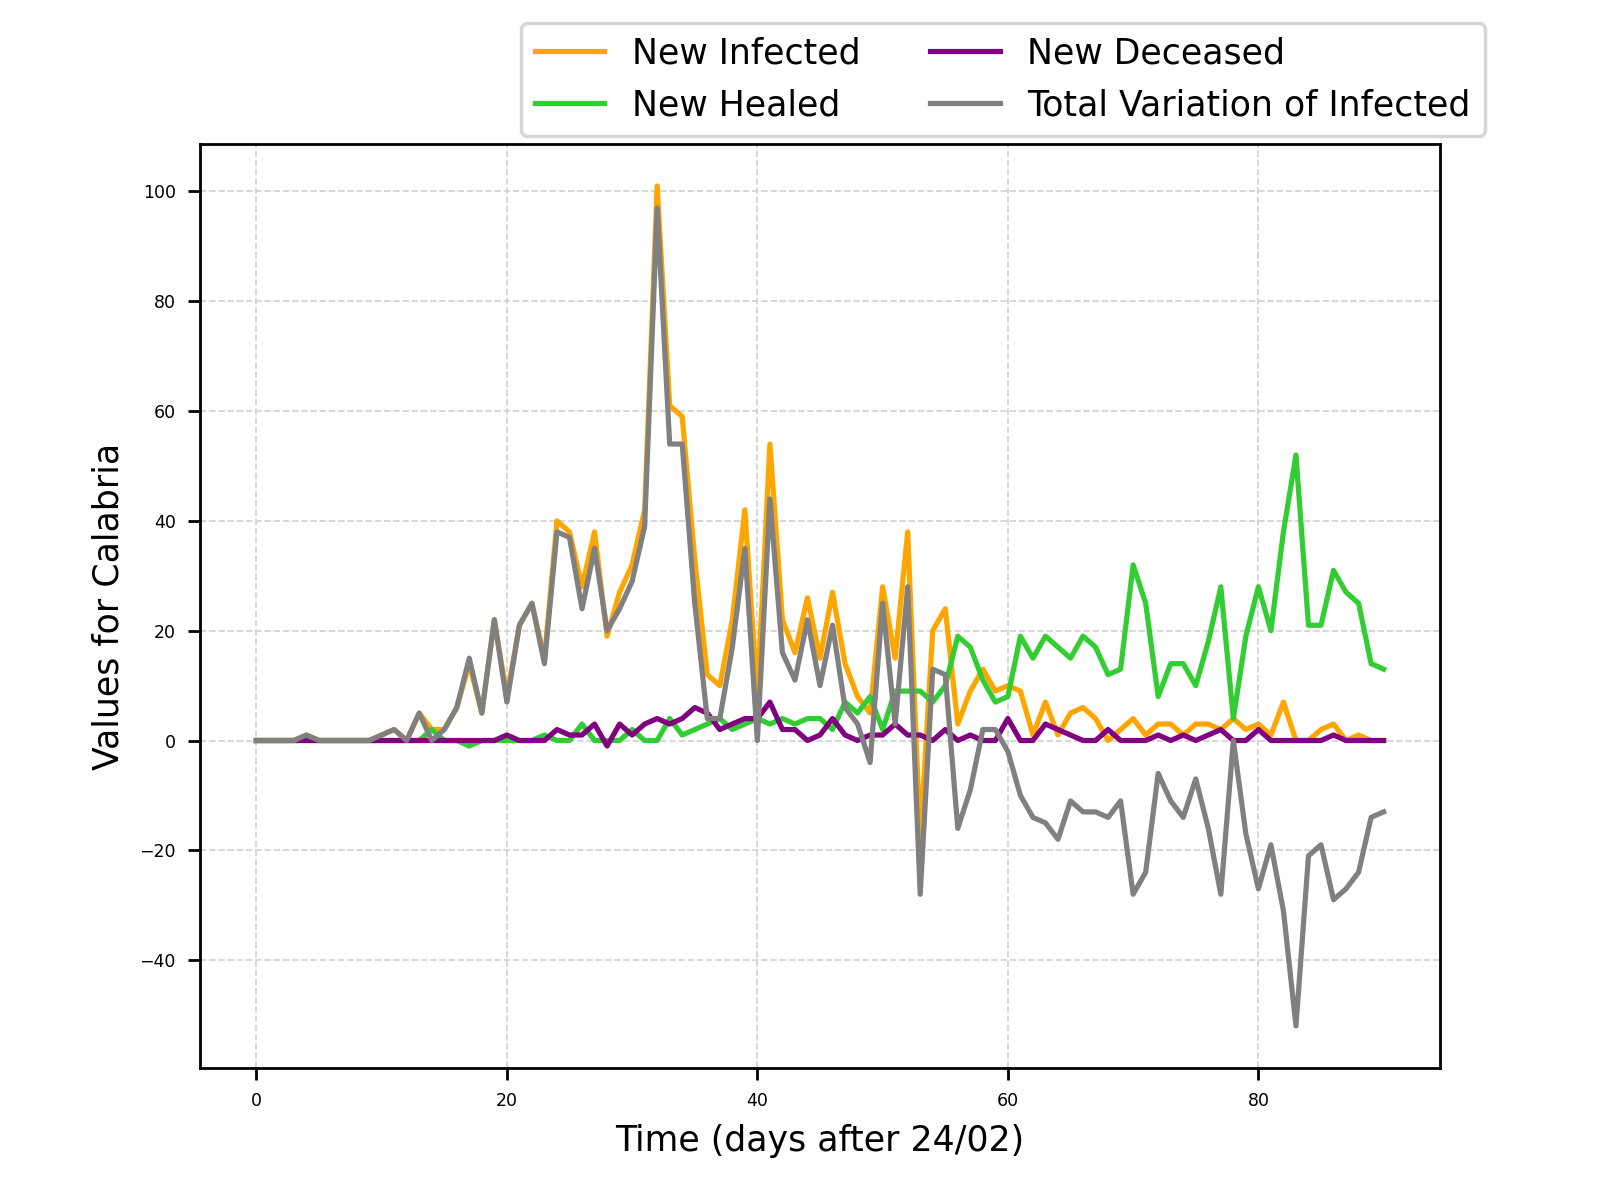 New Infected
New Healed
New Deceased
Total Variation of Infected
100
80
60
40
20
0
−20
−40
Values for Calabria
0 20 40 60 80
Time (days after 24/02)